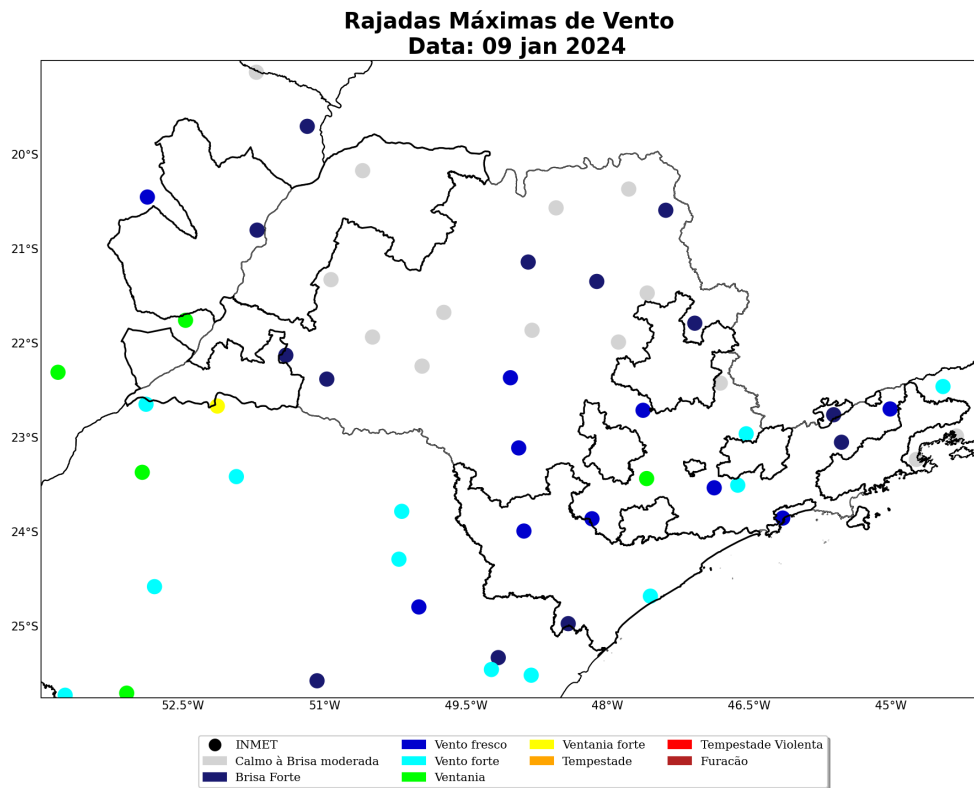 Rajadas Máximas de Vento
Data: 09 jan 2024
20°S
21°S
22°S
23°S
24°S
25°S
52.5°W
51°W
49.5°W
48°W
46.5°W
45°W
INMET
Calmo à Brisa moderada
Brisa Forte
Vento fresco
Vento forte
Ventania
Ventania forte
Tempestade
Tempestade Violenta
Furacão